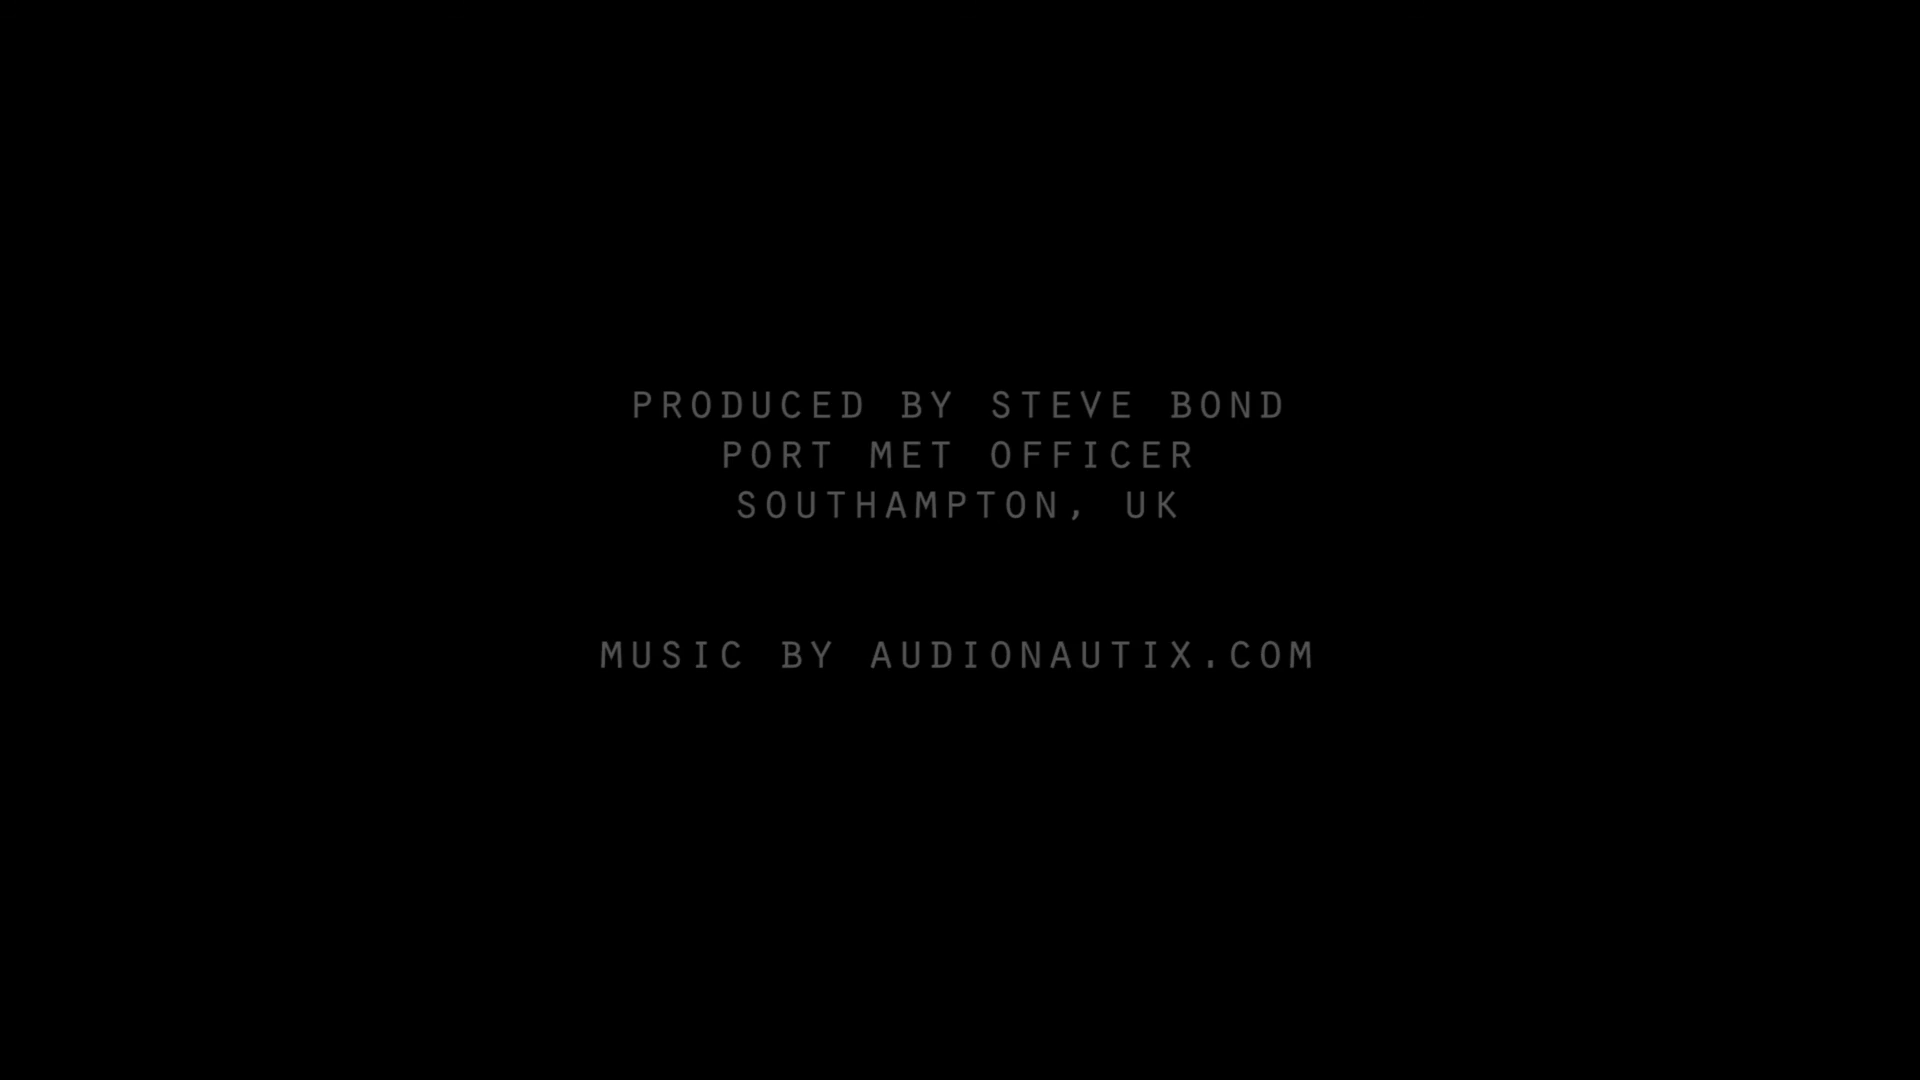 PRODUCED BY STEVE BOND
PORT MET OFFICER
SOUTHAMPTON, UK
MUSIC BY AUDIONAUTIX.COM